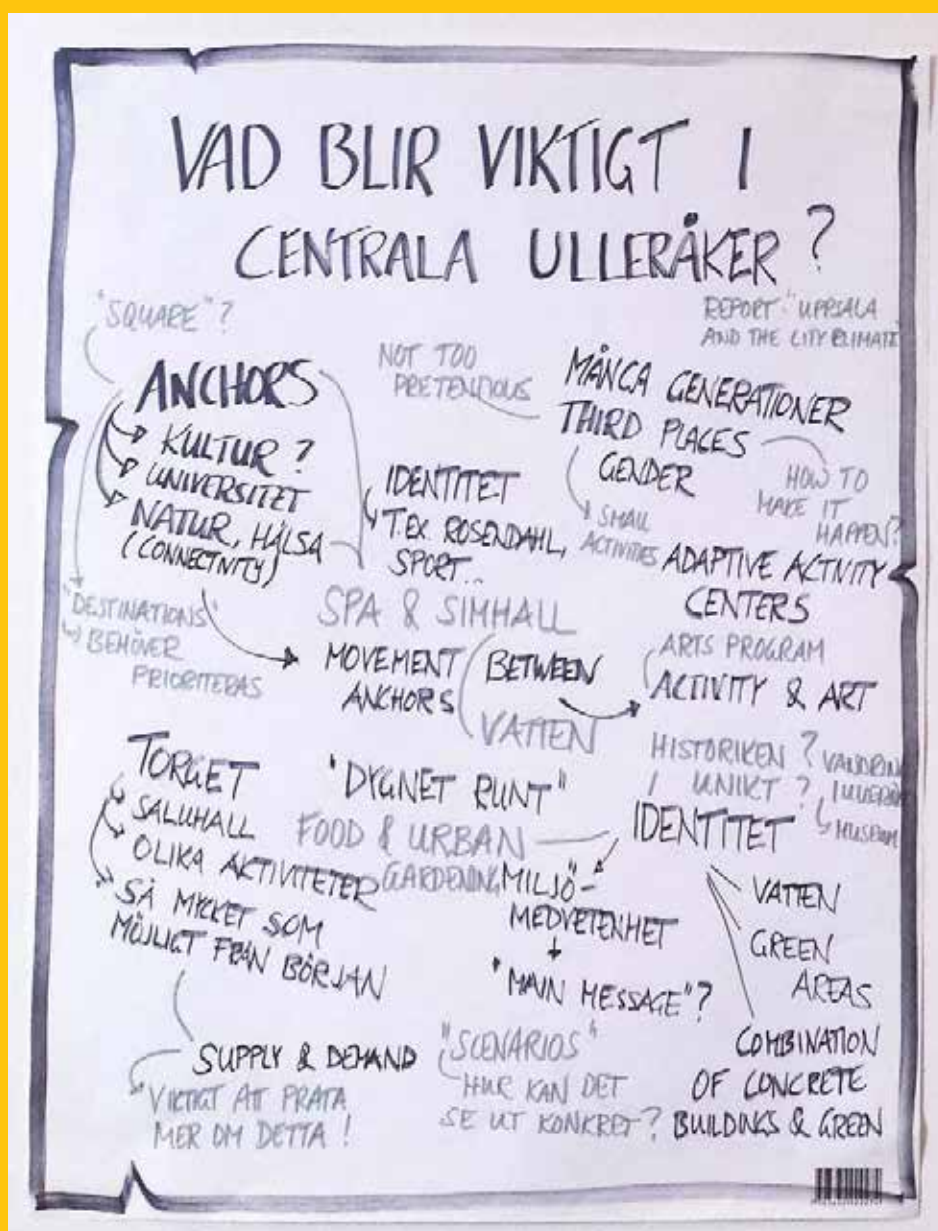 VAD BLIR VIKTIGT I
CENTRALA ULLERÅKER?
"SQUARE"?
ANCHORS
KULTUR?
UNIVERSITET
NATUR, HÄLSA
(CONNECTIVITY)
"DESTINATIONS"
BEHÖVER
PRIORITERAS
NOT TOO
PRETENTIOUS
IDENTITET
T.EX. ROSENDAHL,
SPORT..
SPA & SIMHALL
MOVEMENT
ANCHORS
BETWEEN
VATTEN
REPORT "UPPSALA
AND THE CITY CLIMATE
MÅNGA GENERATIONER
THIRD PLACES
GENDER
SMALL
ACTIVITIES
HOW TO
MAKE IT
HAPPEN?
ADAPTIVE ACTIVITY
CENTERS
ARTS PROGRAM
ACTIVITY & ART
TORGET
SALUHALL
OLIKA AKTIVITETER
SÅ MYCKET SOM
MÖJLIGT FRÅN BÖRJAN
SUPPLY & DEMAND
VIKTIGT ATT PRATA
MER OM DETTA!
"DYGNET RUNT"
FOOD & URBAN
GARDENING
HISTORIKEN?
UNIKT?
VANDRING
MUSEUM
IDENTITET
MILJÖ-
MEDVETENHET
"MAIN MESSAGE"?
"SCENARIOS"
HUR KAN DET
SE UT KONKRET?
VATTEN
GREEN
AREAS
COMBINATION
OF CONCRETE
BUILDINGS & GREEN